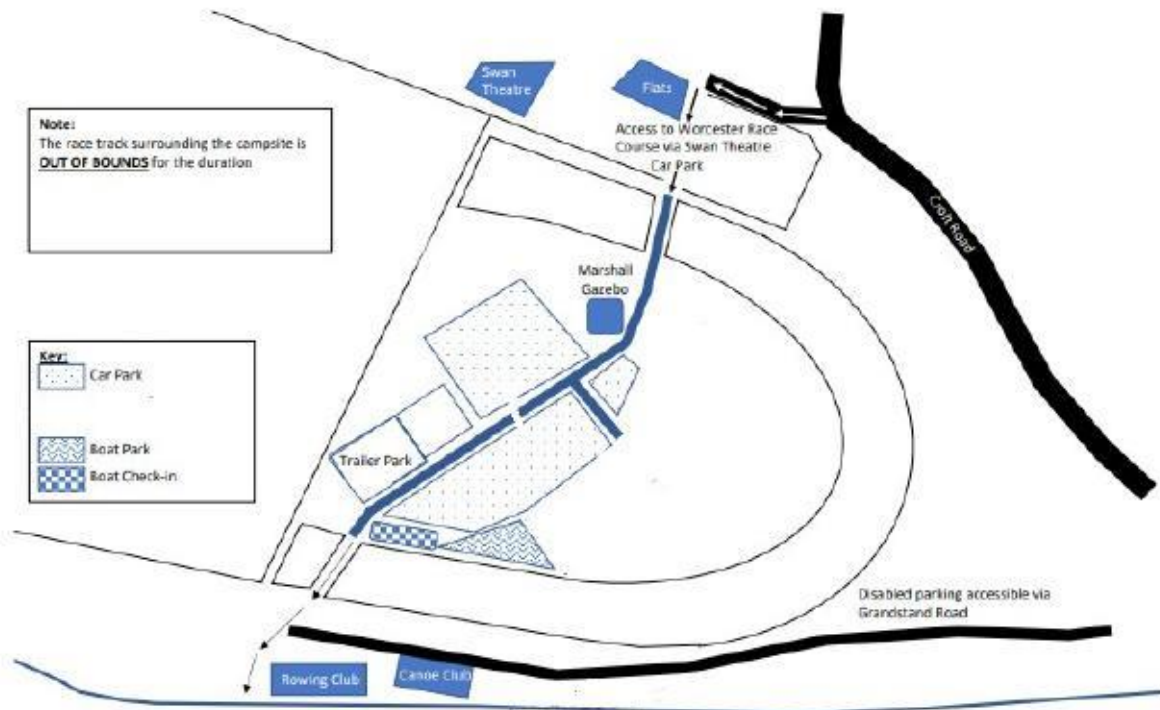 Swan
Theatre
Flats
Note:
The race track surrounding the campsite is
OUT OF BOUNDS for the duration
Access to Worcester Race
Course via Swan Theatre
Car Park
Croft Road
Marshall
Gazebo
Key:
Car Park
Boat Park
Boat Check-in
Trailer Park
Disabled parking accessible via
Grandstand Road
Rowing Club
Canoe Club